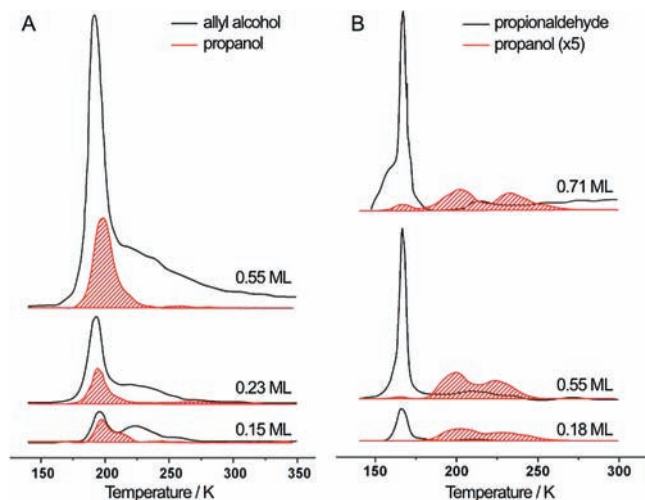 A
allyl alcohol
propanol
0.55 ML
0.23 ML
0.15 ML
150 200 250 300 350
Temperature / K
B
propionaldehyde
propanol (x5)
0.71 ML
0.55 ML
0.18 ML
150 200 250 300
Temperature / K